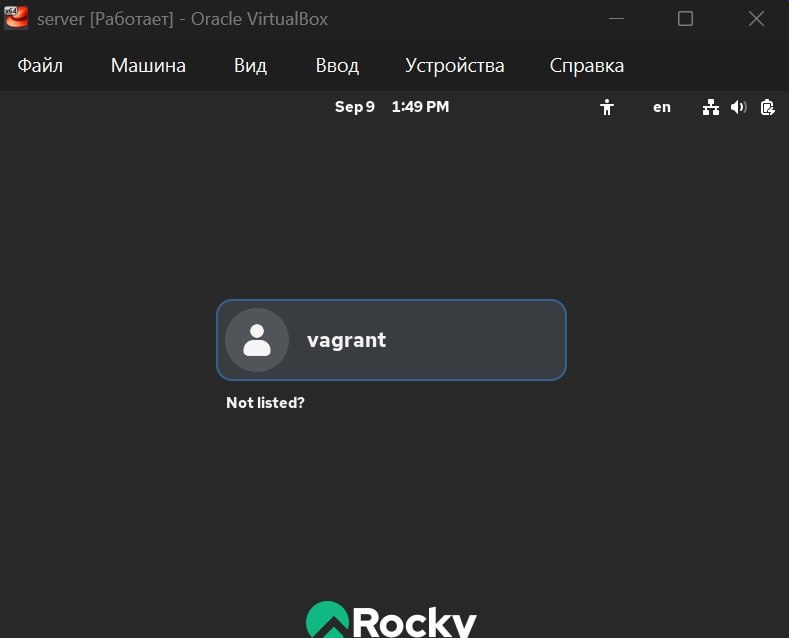 server [Работает] - Oracle VirtualBox
Файл Машина Вид Ввод Устройства Справка
Sep 9 1:49 PM en
vagrant
Not listed?
Rocky